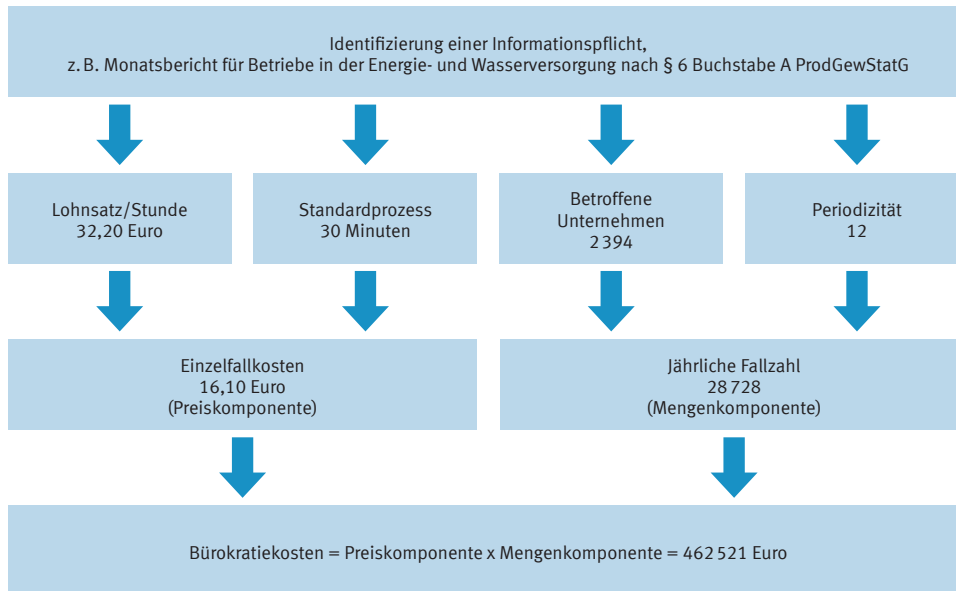 Identifizierung einer Informationspflicht,
z. B. Monatsbericht für Betriebe in der Energie- und Wasserversorgung nach § 6 Buchstabe A ProdGewStatG
Lohnsatz/Stunde
32,20 Euro
Standardprozess
30 Minuten
Betroffene
Unternehmen
2 394
Periodizität
12
Einzelfallkosten
16,10 Euro
(Preiskomponente)
Jährliche Fallzahl
28 728
(Mengenkomponente)
Bürokratiekosten = Preiskomponente x Mengenkomponente = 462 521 Euro